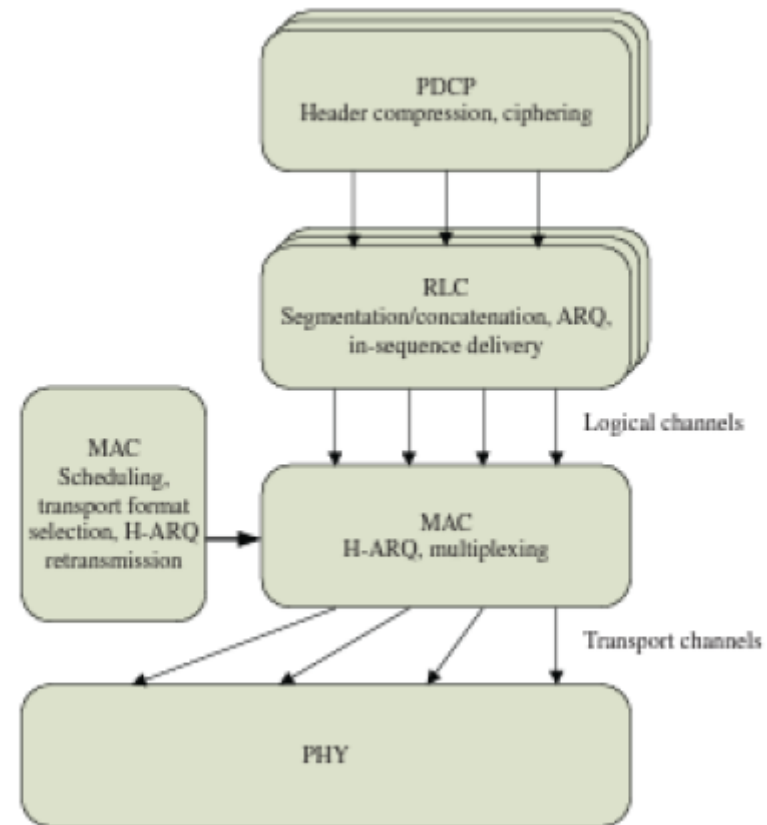 PDCP
Header compression, ciphering
RLC
Segmentation/concatenation, ARQ,
in-sequence delivery
Logical channels
MAC
Scheduling,
transport format
selection, H-ARQ
retransmission
MAC
H-ARQ, multiplexing
Transport channels
PHY